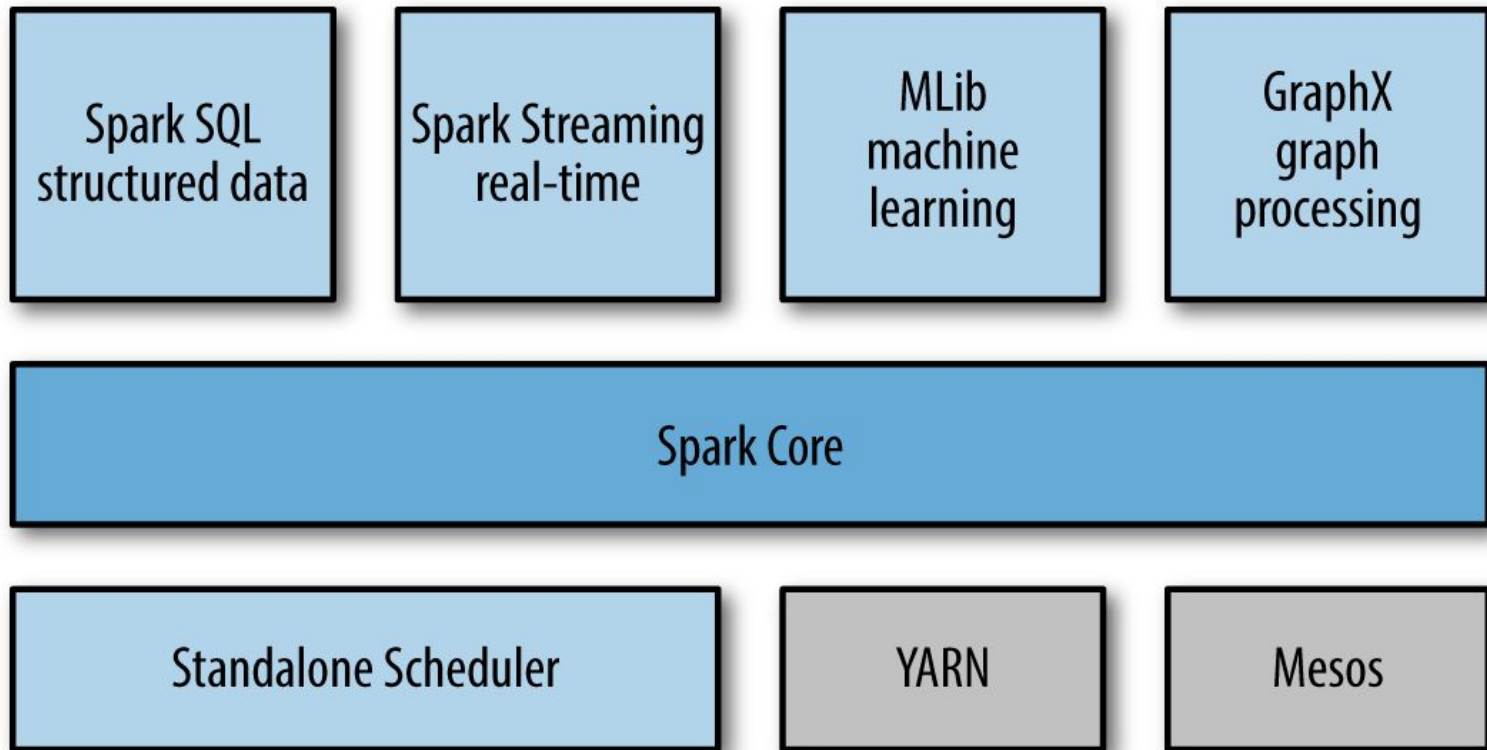 Spark SQL
structured data
Spark Streaming
real-time
MLib
machine
learning
GraphX
graph
processing
Spark Core
Standalone Scheduler
YARN
Mesos